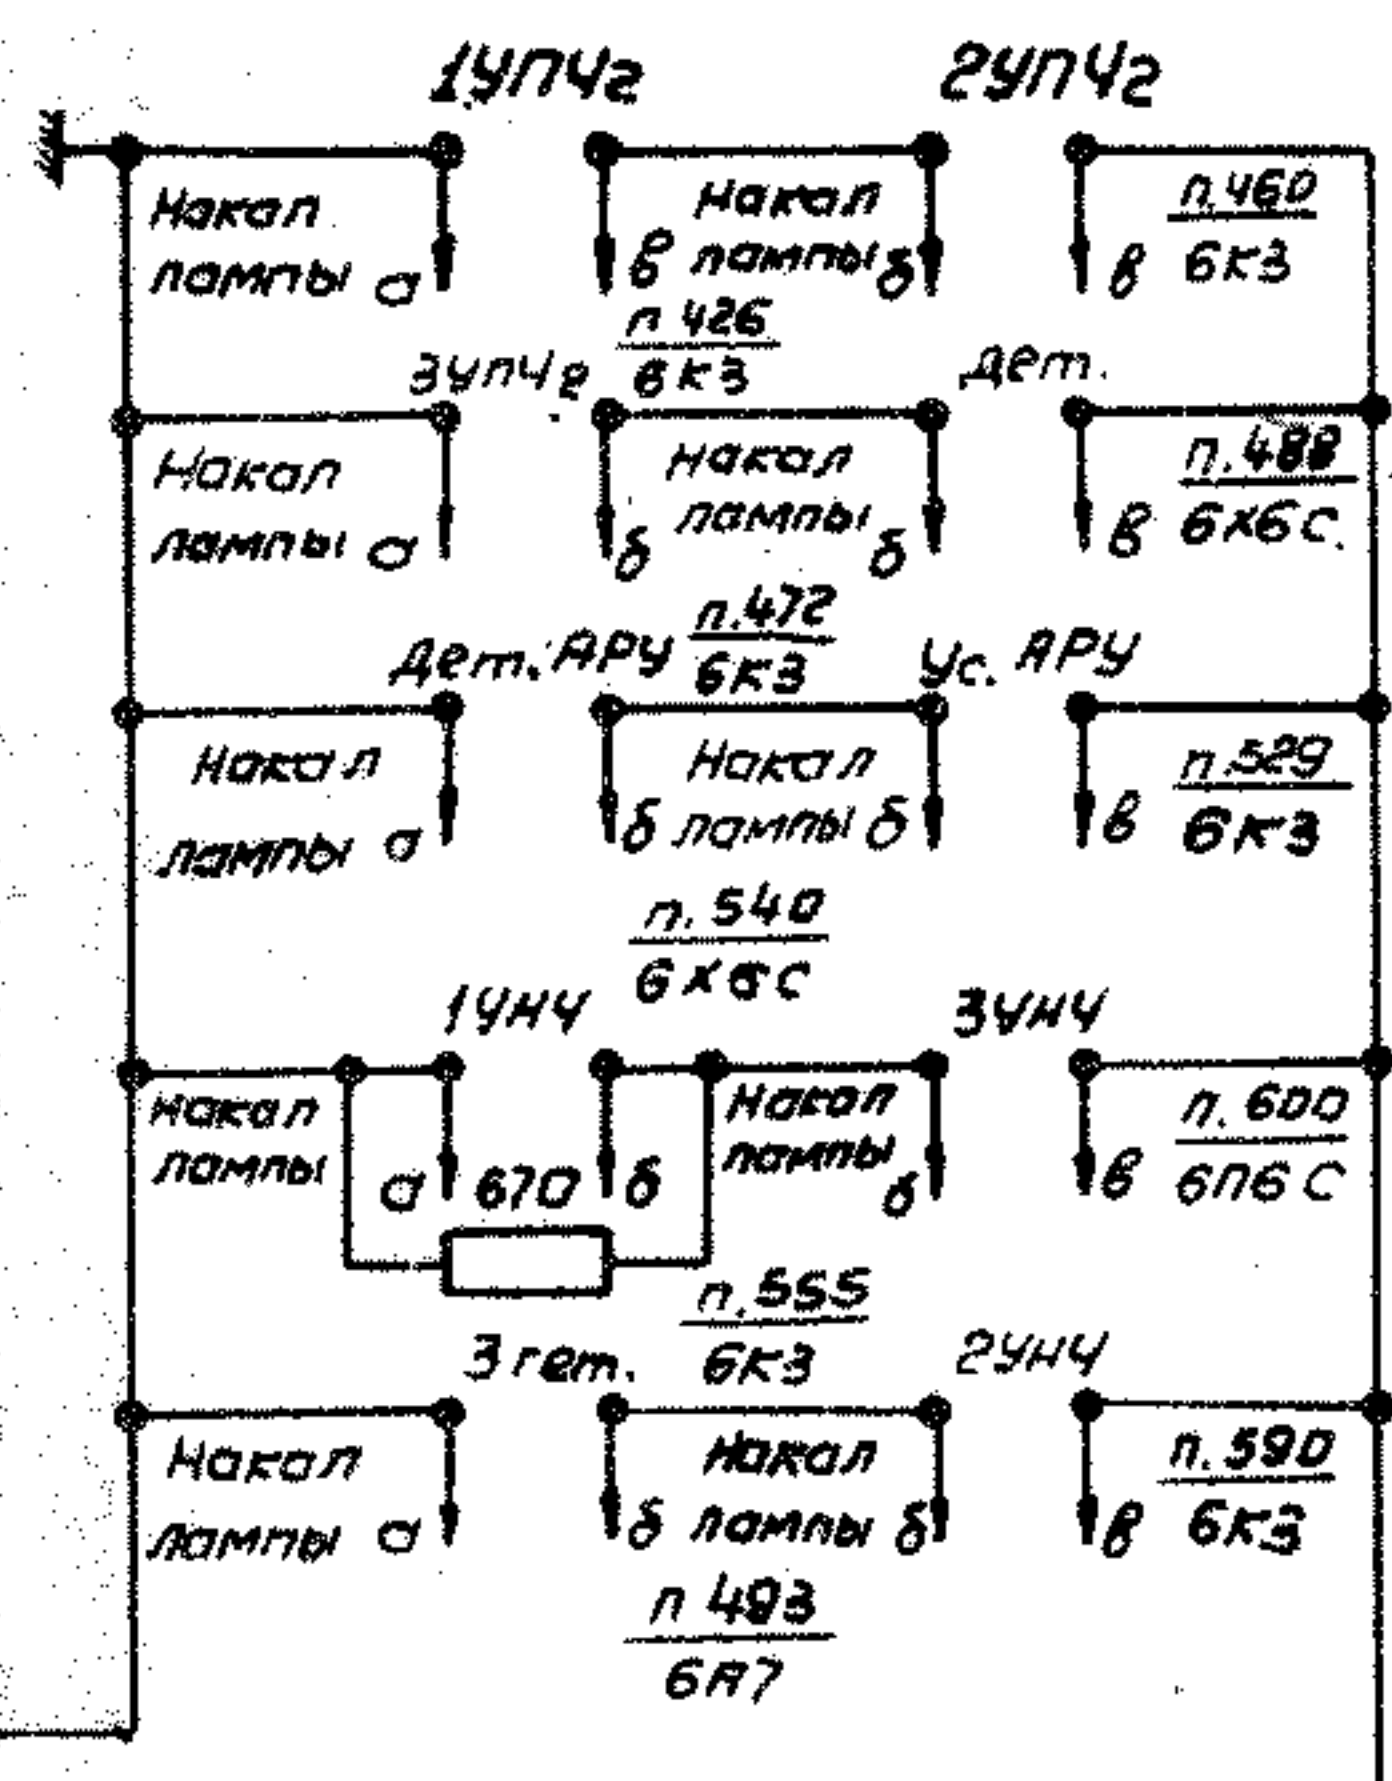 1УПЧг 2УПЧг
Накал
лампы а
в
Накал
лампы б
в
п.460
6К3
п 426
6К3
3УПЧг дет.
Накал
лампы а
б
Накал
лампы б
в
п.488
6Х6С.
п.472
6К3
Дет. АРУ Ус. АРУ
Накал
лампы а
б
Накал
лампы б
в
п.529
6К3
п.540
6Х6С
1УНЧ 3УНЧ
Накал
лампы
а 670 б
Накал
лампы
б
в
п.600
6П6С
п.555
6К3
3 гет. 2УНЧ
Накал
лампы а
б
Накал
лампы б
в
п.590
6К3
п 493
6А7